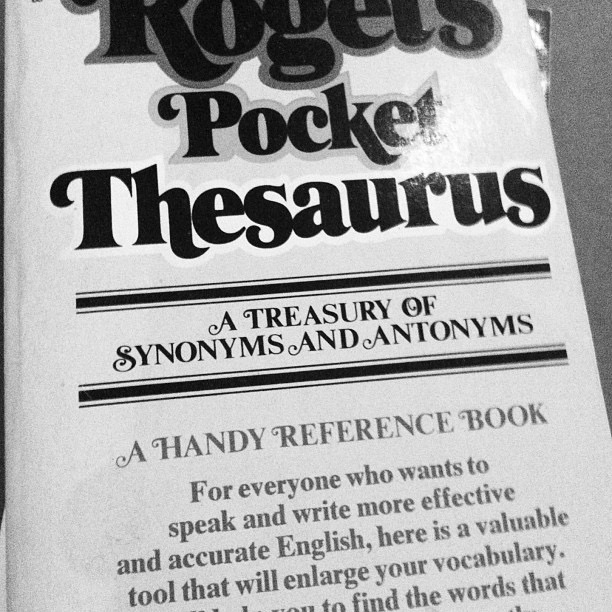 Roget's
Pocket
Thesaurus
A TREASURY OF
SYNONYMS AND ANTONYMS
A HANDY REFERENCE BOOK
For everyone who wants to
speak and write more effective
and accurate English, here is a valuable
tool that will enlarge your vocabulary.
you to find the words that